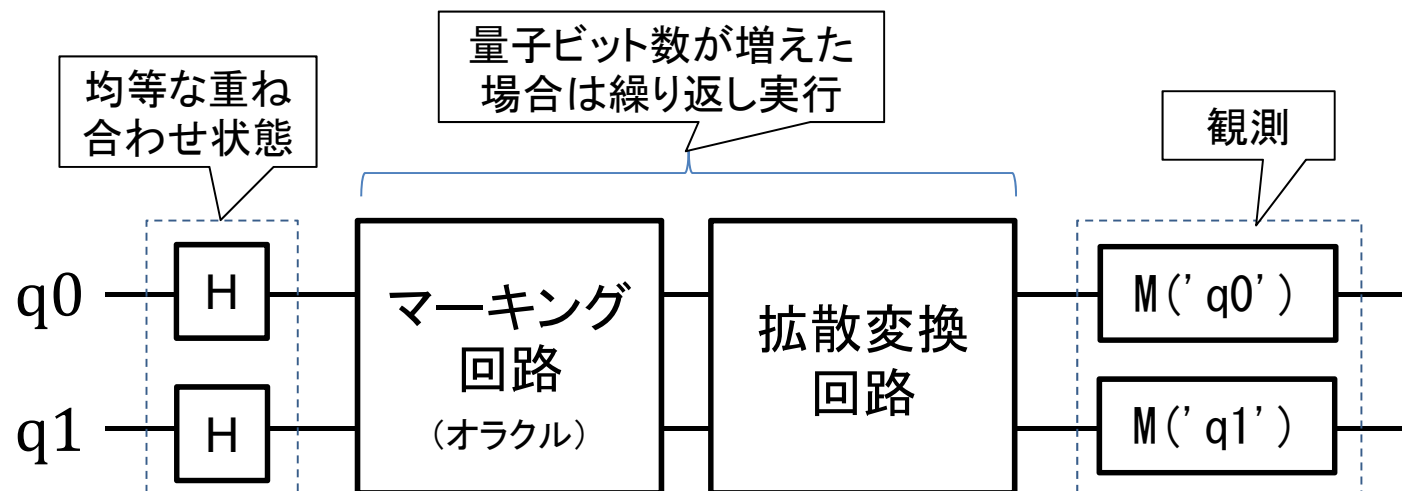 量子ビット数が増えた
場合は繰り返し実行
均等な重ね
合わせ状態
観測
q0
H
マーキング
回路
(オラクル)
拡散変換
回路
M('q0')
q1
H
M('q1')